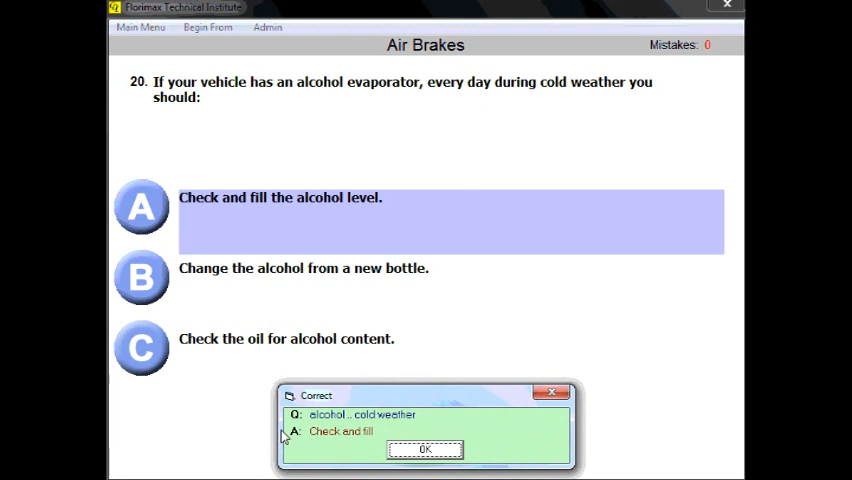 Florimax Technical Institute
Main Menu Begin From Admin
Air Brakes Mistakes: 0
20. If your vehicle has an alcohol evaporator, every day during cold weather you
should:
A Check and fill the alcohol level.
B Change the alcohol from a new bottle.
C Check the oil for alcohol content.
Correct
Q: alcohol .. cold weather
A: Check and fill
OK